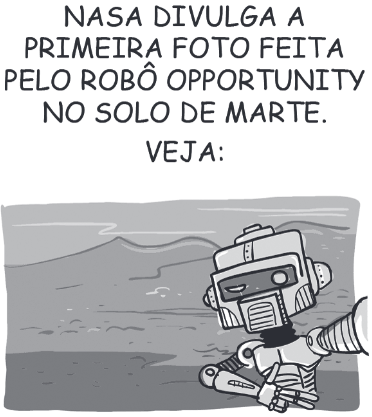 NASA DIVULGA A
PRIMEIRA FOTO FEITA
PELO ROBÔ OPPORTUNITY
NO SOLO DE MARTE.
VEJA: